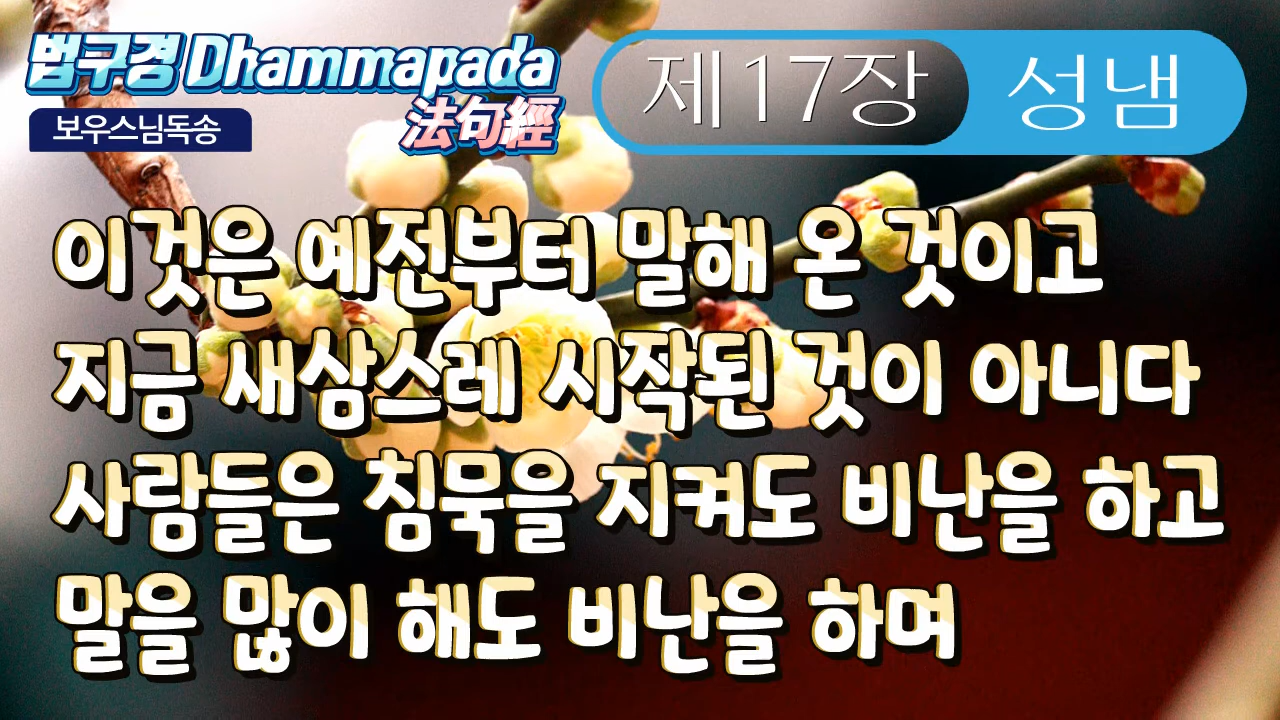 법구경 Dhammapada
法句經
보우스님독송
제17장 성냄
이것은 예전부터 말해 온 것이고
지금 새삼스레 시작된 것이 아니다
사람들은 침묵을 지켜도 비난을 하고
말을 많이 해도 비난을 하며